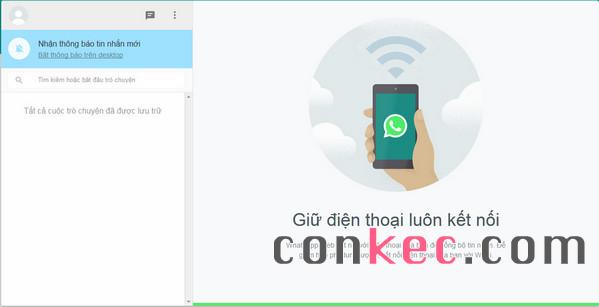 Nhận thông báo tin nhắn mới
Bật thông báo trên desktop
Tìm kiếm hoặc bắt đầu trò chuyện
Tất cả cuộc trò chuyện đã được lưu trữ
Giữ điện thoại luôn kết nối
conkec.com